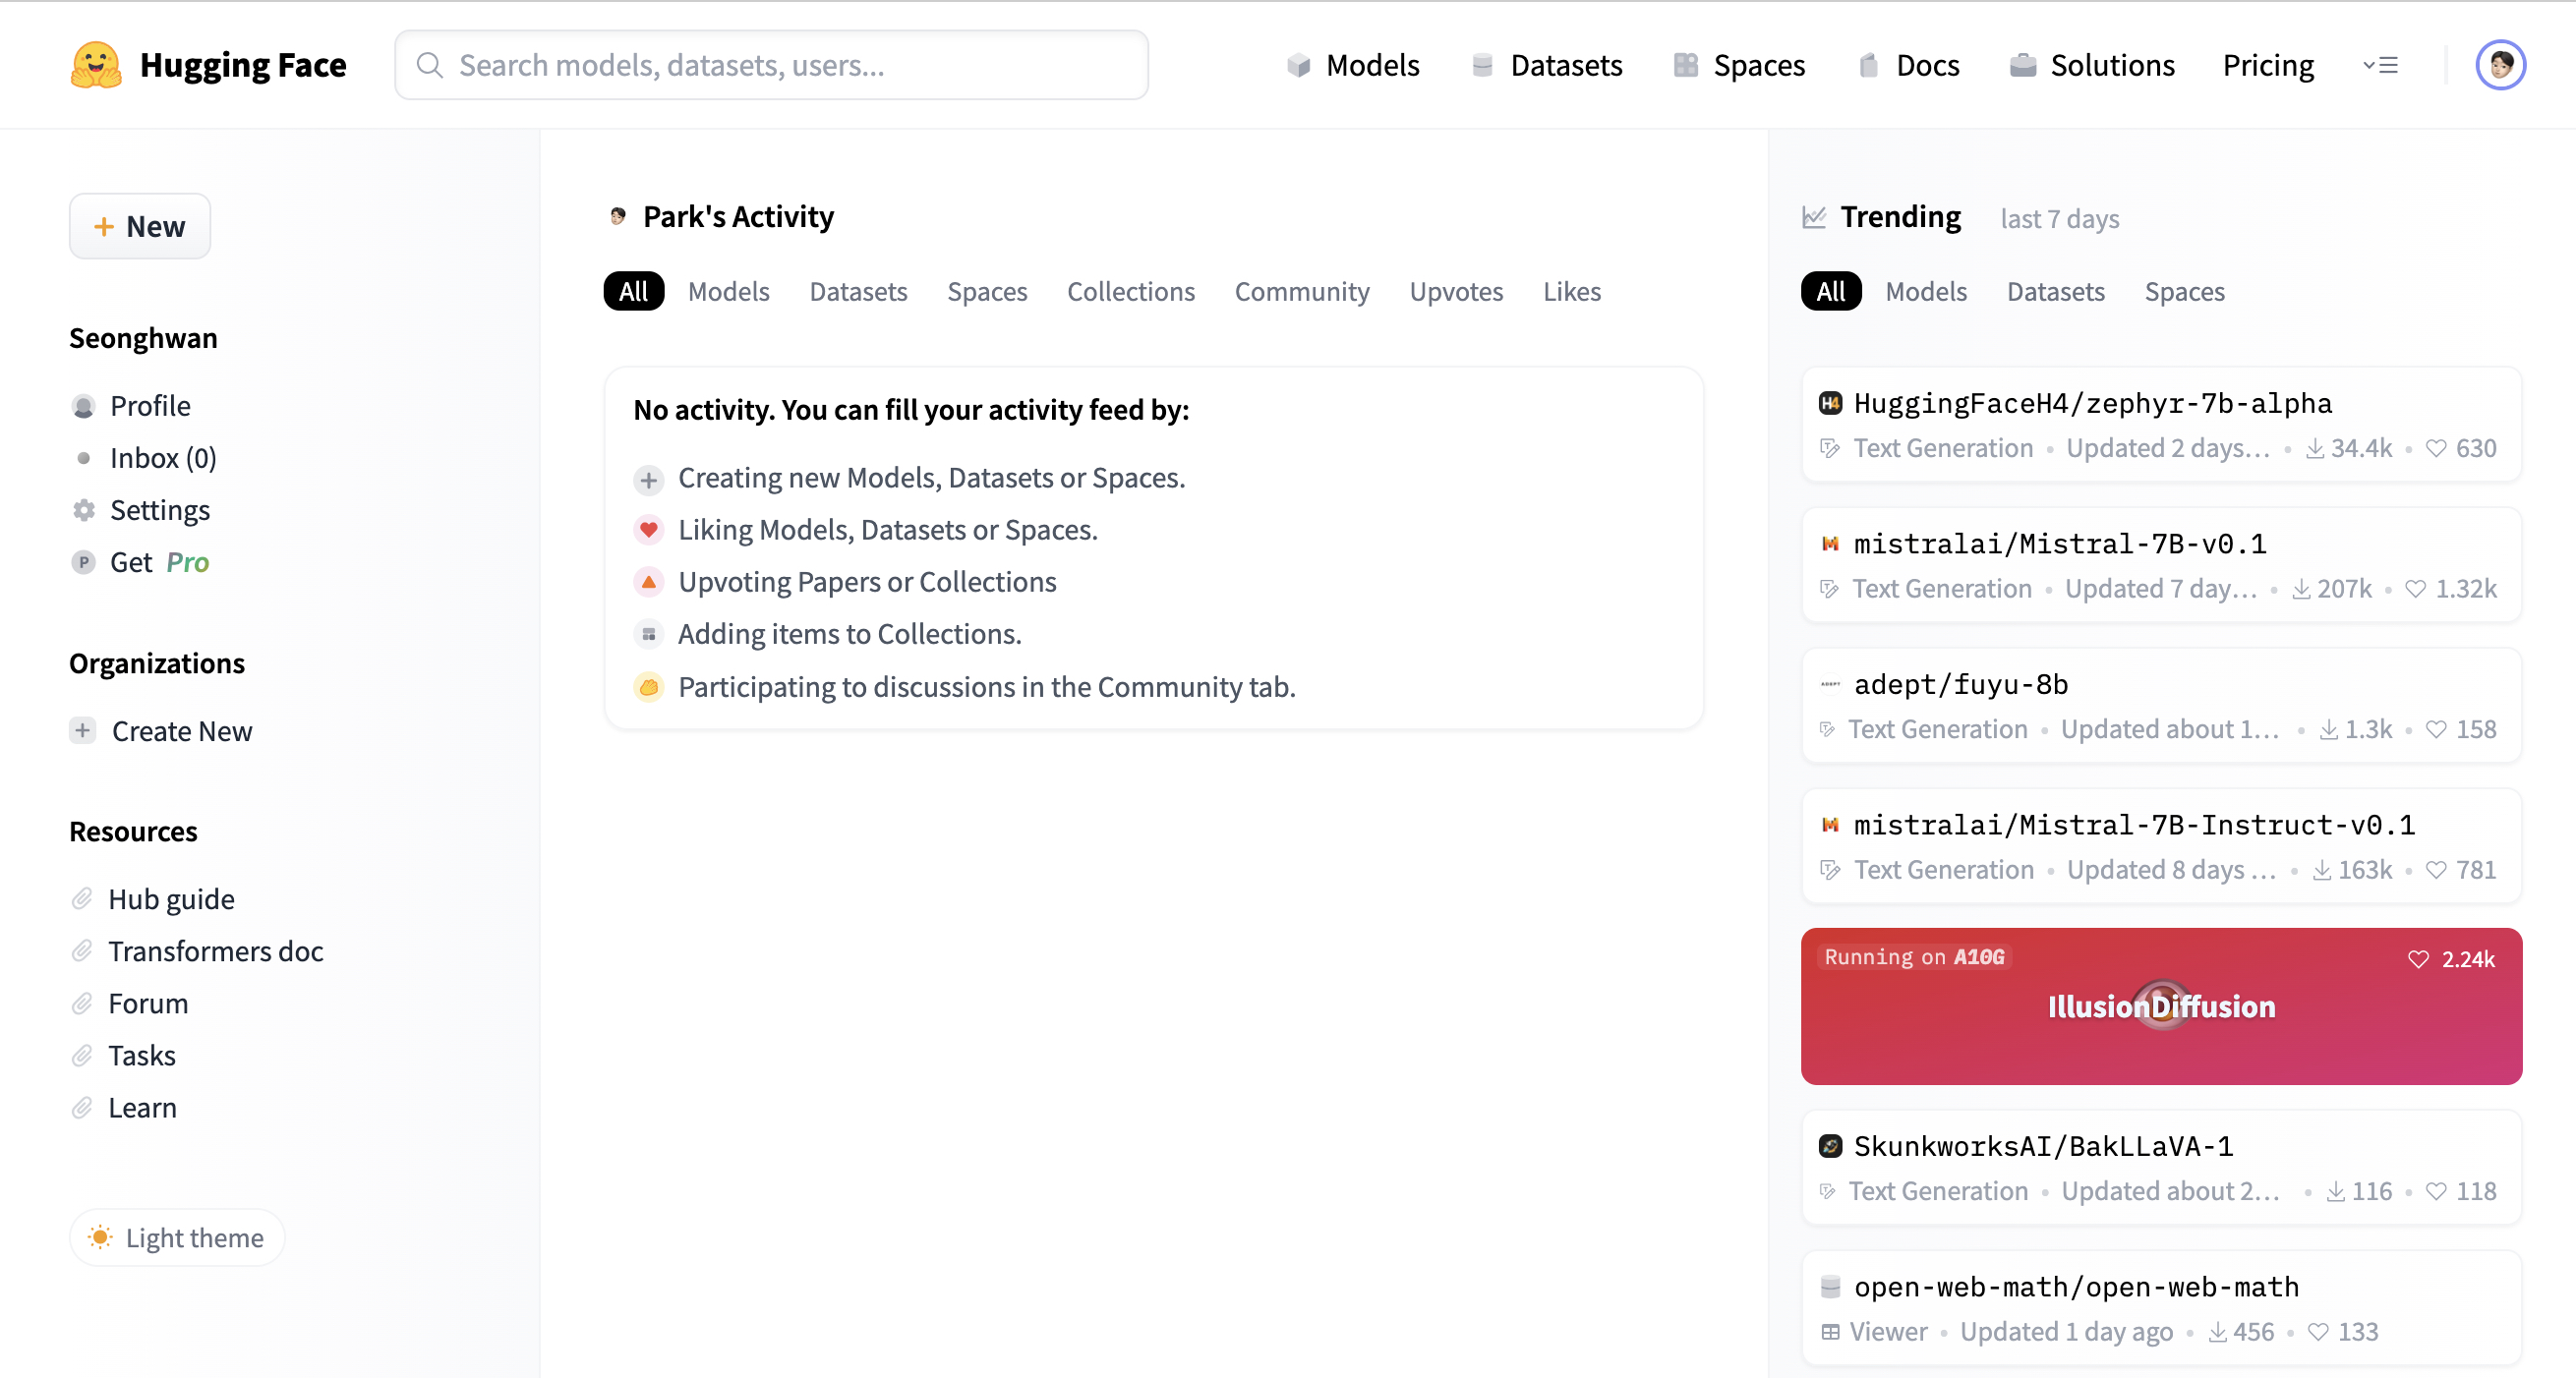 Hugging Face
Search models, datasets, users...
Models
Datasets
Spaces
Docs
Solutions
Pricing
+ New
Seonghwan
Profile
Inbox (0)
Settings
P Get Pro
Organizations
+ Create New
Resources
Hub guide
Transformers doc
Forum
Tasks
Learn
Light theme
Park's Activity
All Models Datasets Spaces Collections Community Upvotes Likes
No activity. You can fill your activity feed by:
Creating new Models, Datasets or Spaces.
Liking Models, Datasets or Spaces.
Upvoting Papers or Collections
Adding items to Collections.
Participating to discussions in the Community tab.
Trending last 7 days
All Models Datasets Spaces
H4 HuggingFaceH4/zephyr-7b-alpha
Text Generation • Updated 2 days... • 34.4k • 630
mistralai/Mistral-7B-v0.1
Text Generation • Updated 7 day... • 207k • 1.32k
ADEPT adept/fuyu-8b
Text Generation • Updated about 1... • 1.3k • 158
mistralai/Mistral-7B-Instruct-v0.1
Text Generation • Updated 8 days ... • 163k • 781
Running on A10G 2.24k
IllusionDiffusion
SkunkworksAI/BakLLaVA-1
Text Generation • Updated about 2... • 116 • 118
open-web-math/open-web-math
Viewer • Updated 1 day ago • 456 • 133